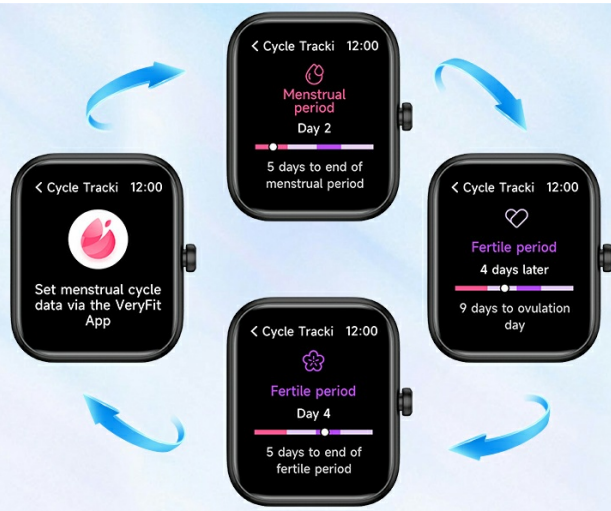 < Cycle Tracki 12:00
Menstrual
period
Day 2
5 days to end of
menstrual period
< Cycle Tracki 12:00
Set menstrual cycle
data via the VeryFit
App
< Cycle Tracki 12:00
Fertile period
4 days later
9 days to ovulation
day
< Cycle Tracki 12:00
Fertile period
Day 4
5 days to end of
fertile period